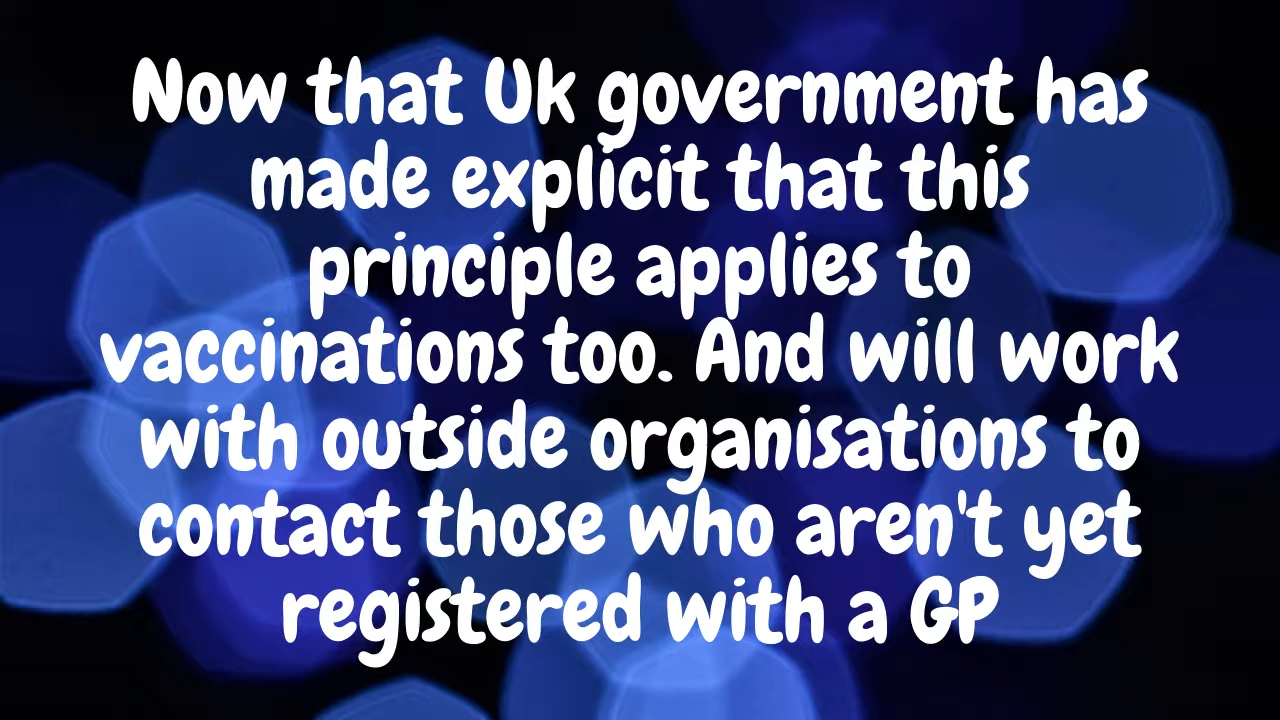 Now that Uk government has
made explicit that this
principle applies to
vaccinations too. And will work
with outside organisations to
contact those who aren't yet
registered with a GP